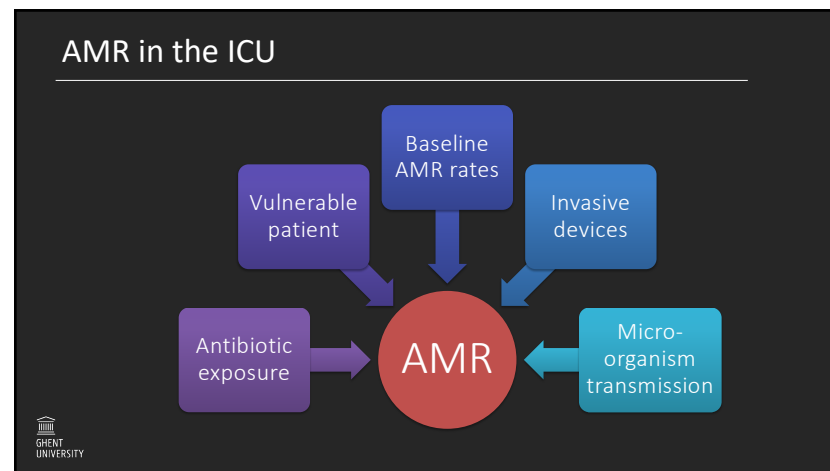 AMR in the ICU
Baseline
AMR rates
Vulnerable
patient
Invasive
devices
Antibiotic
exposure
AMR
Micro-
organism
transmission
GHENT
UNIVERSITY